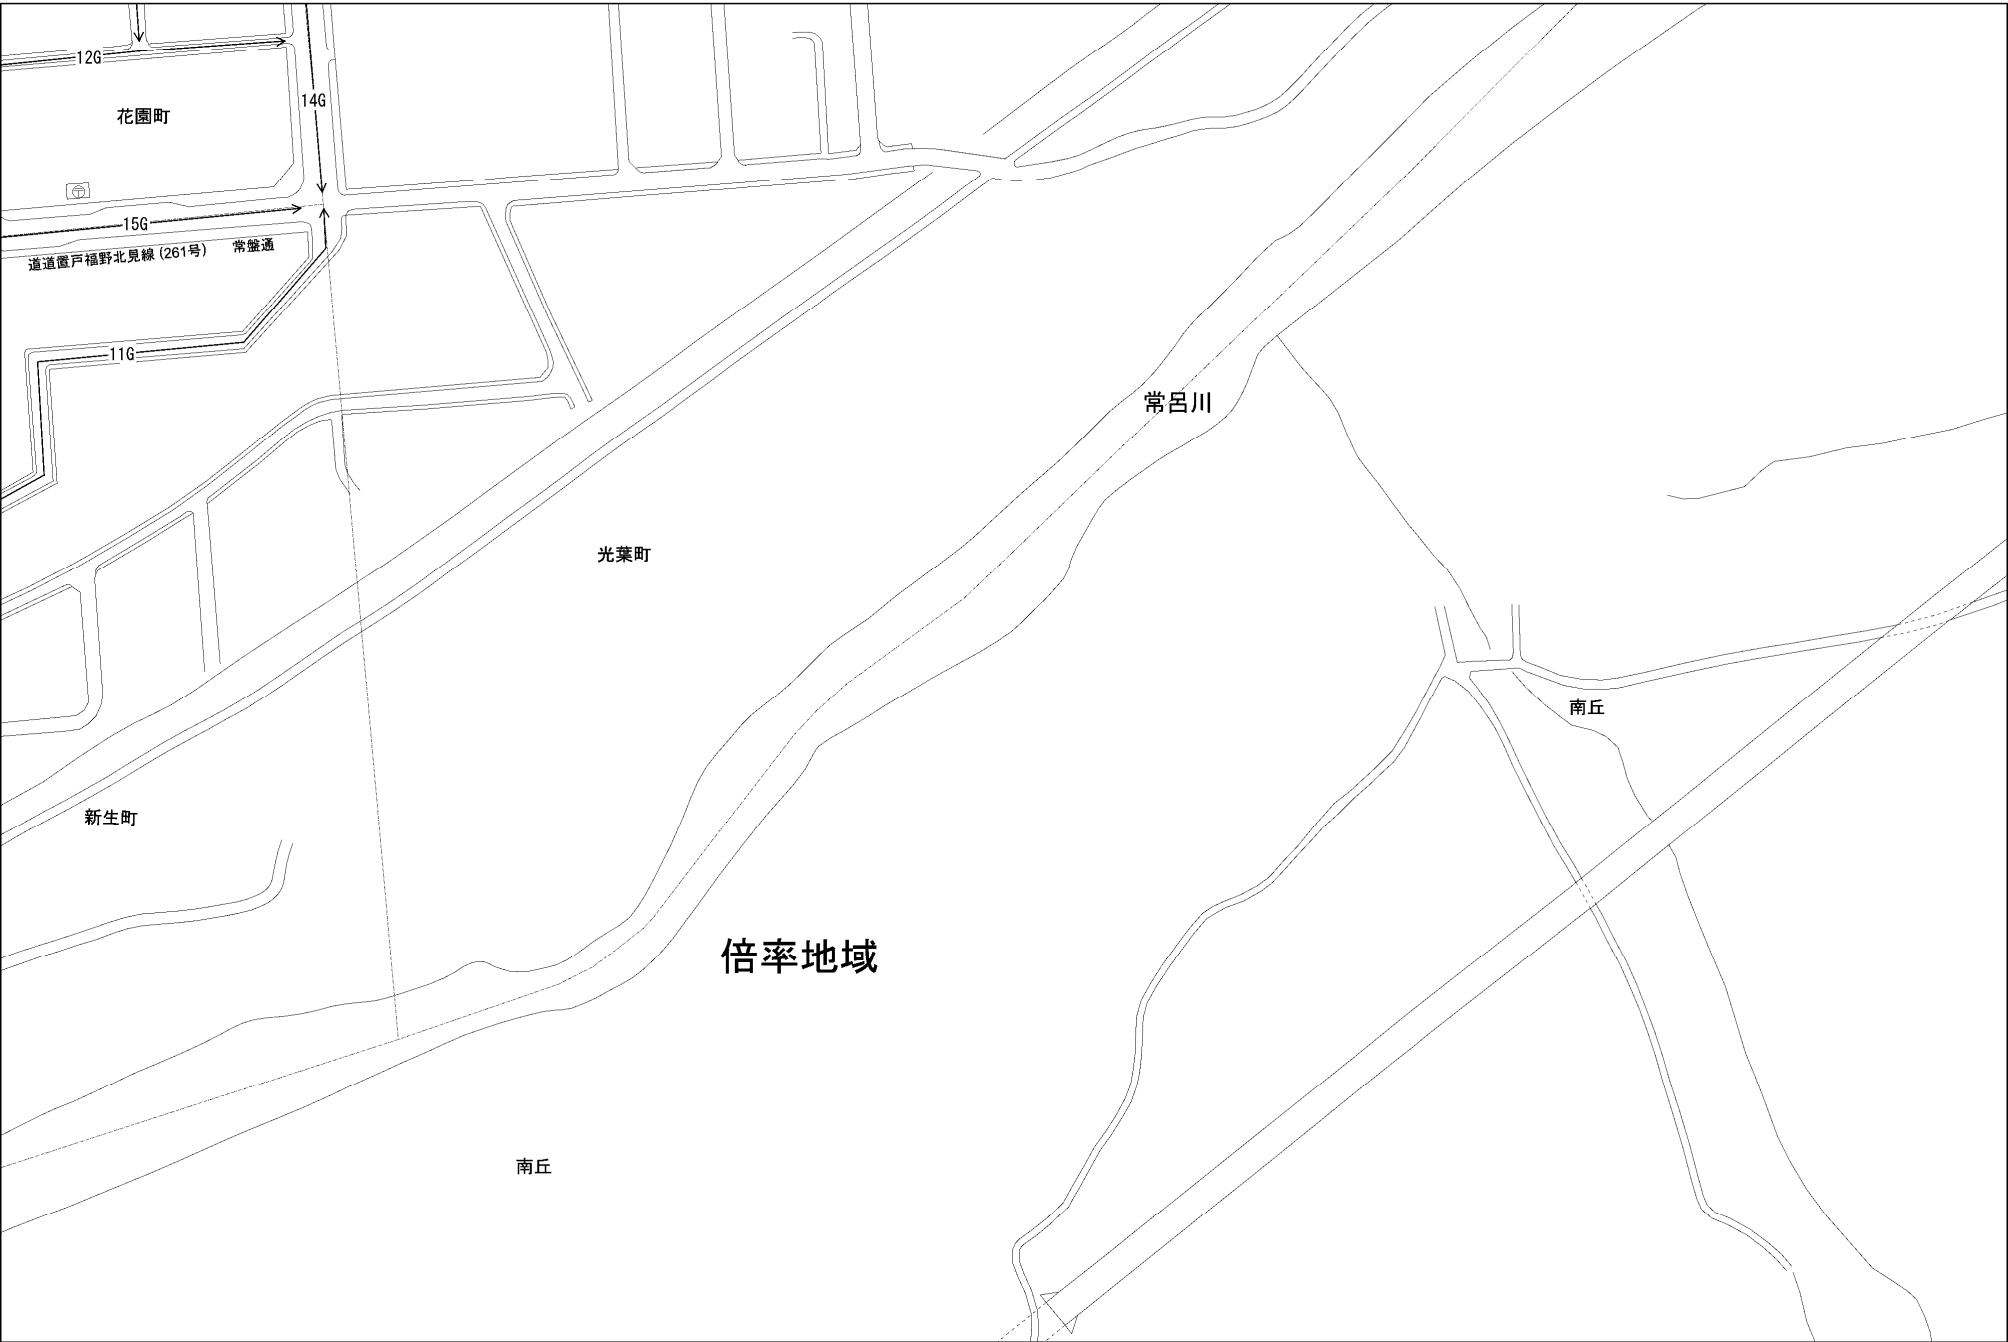 12G
14G
花園町
〒
15G
道道置戸福野北見線(261号) 常盤通
11G
常呂川
光葉町
南丘
新生町
倍率地域
南丘